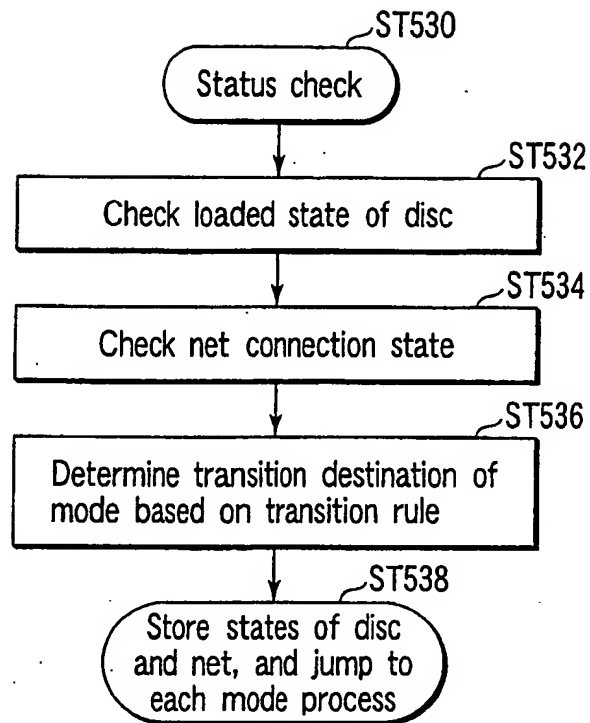 ST530
Status check
ST532
Check loaded state of disc
ST534
Check net connection state
ST536
Determine transition destination of
mode based on transition rule
ST538
Store states of disc
and net, and jump to
each mode process